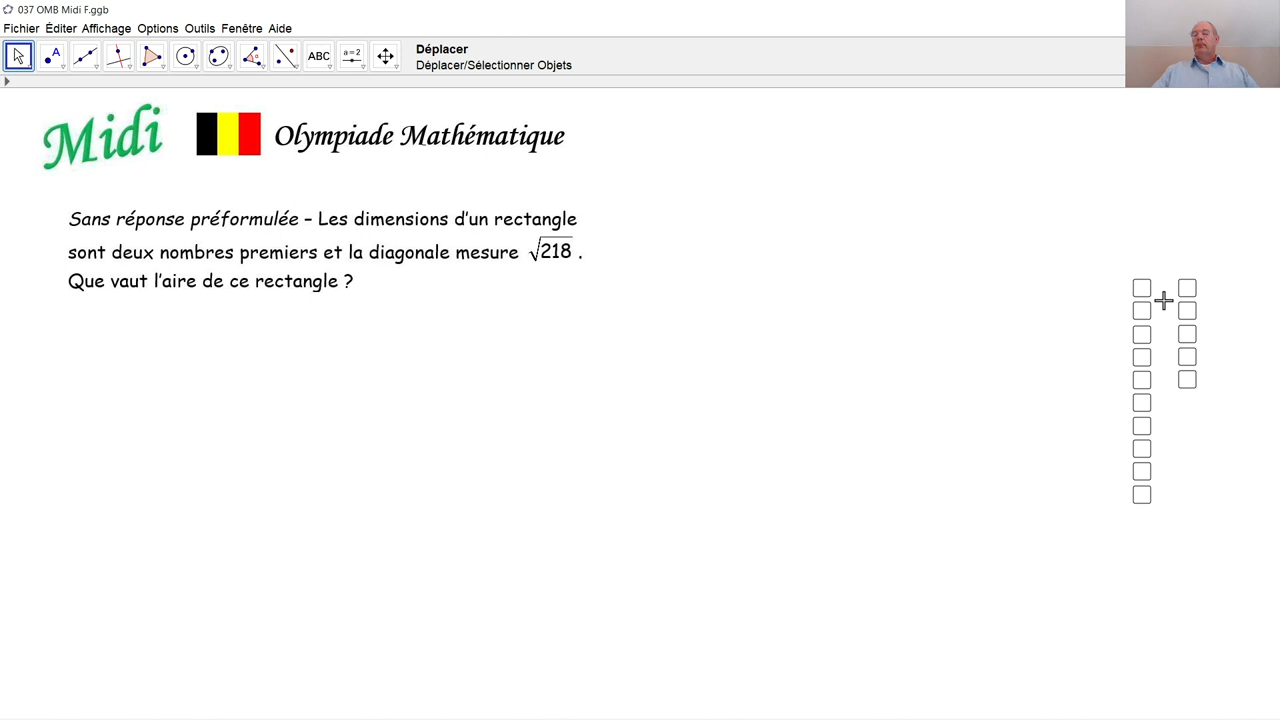 037 OMB Midi F.ggb
Fichier Éditer Affichage Options Outils Fenêtre Aide
A
ABC
a=2
Déplacer
Déplacer/Sélectionner Objets
Midi
Olympiade Mathématique
Sans réponse préformulée – Les dimensions d’un rectangle
sont deux nombres premiers et la diagonale mesure √218 .
Que vaut l’aire de ce rectangle ?